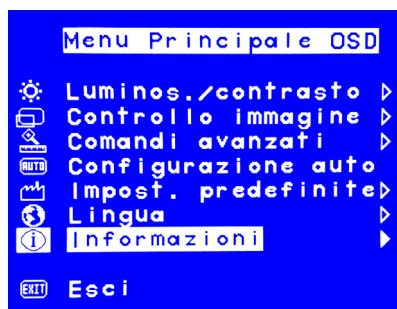 Menu Principale OSD
Luminos./contrasto
Controllo immagine
Comandi avanzati
AUTO Configurazione auto
Impost. predefinite
Lingua
i Informazioni
EXIT Esci